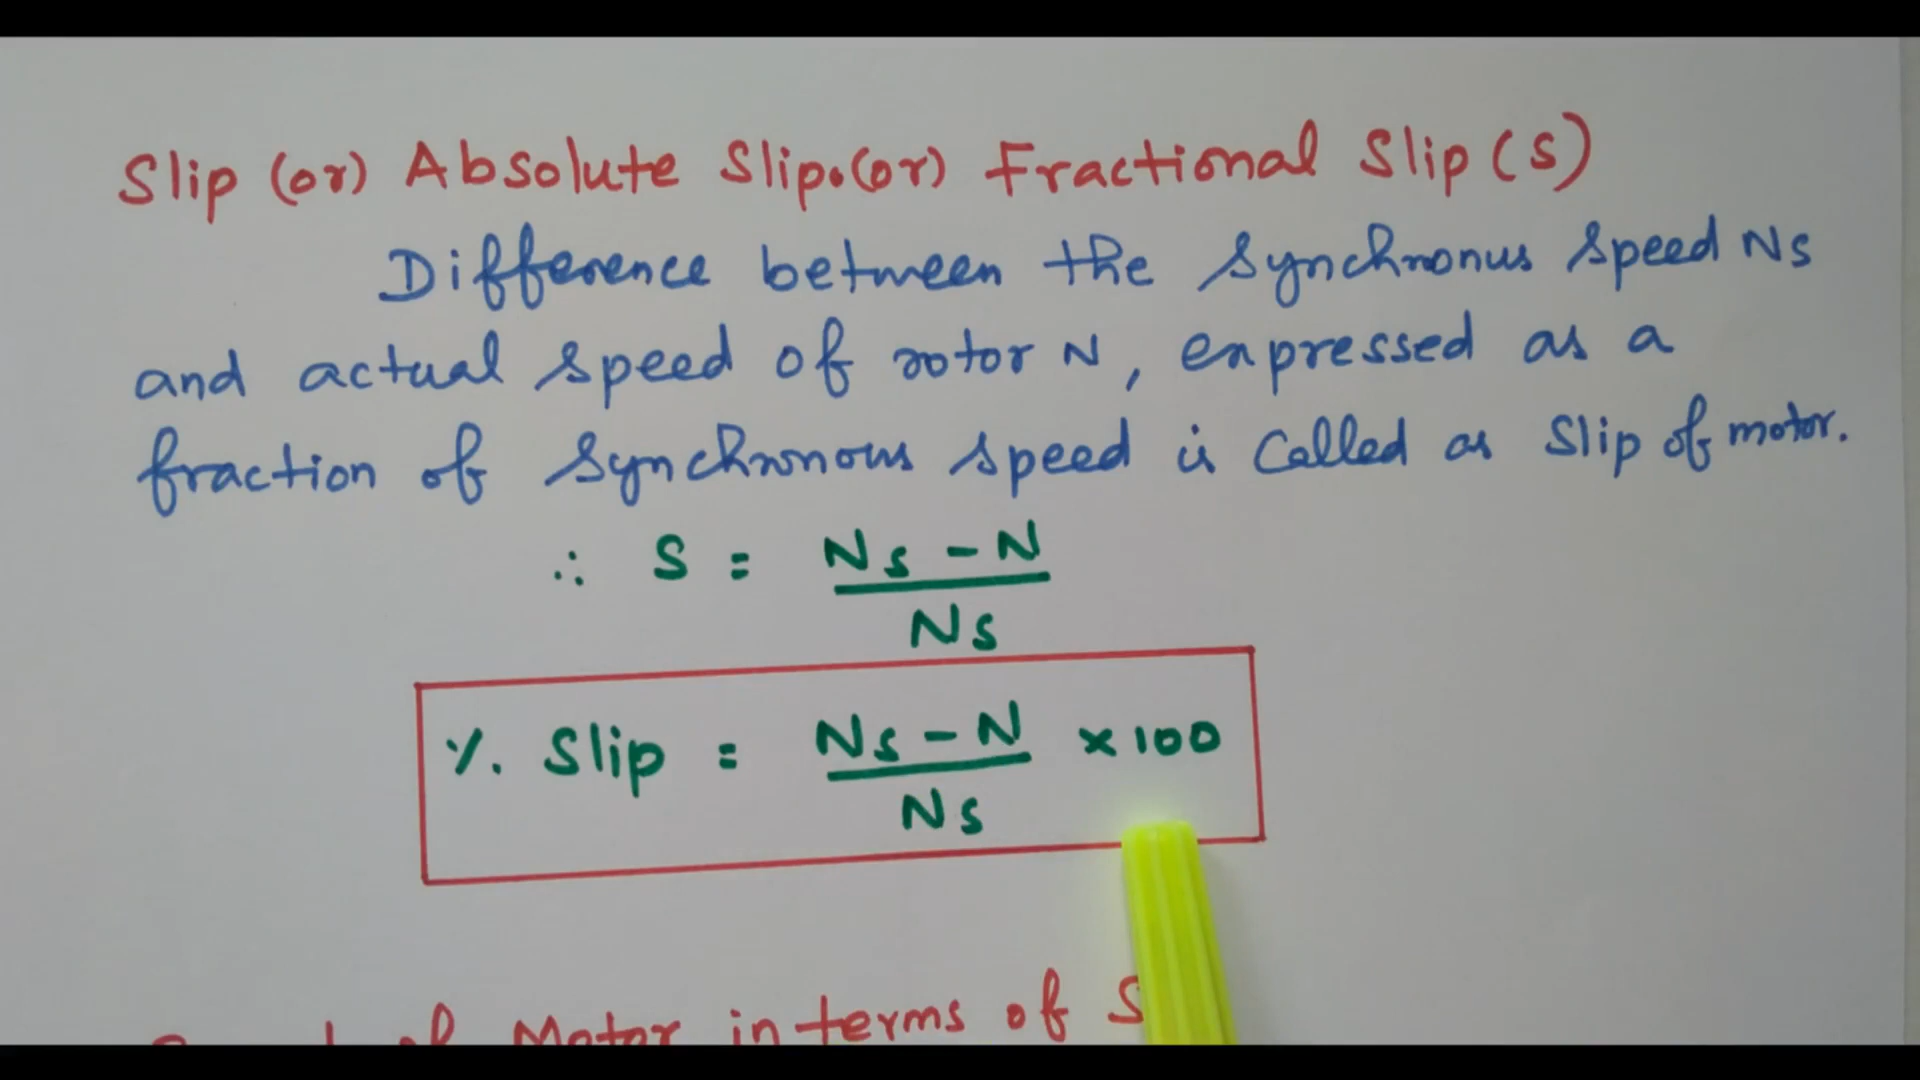 Slip (or) Absolute Slip. (or) Fractional Slip (S)
Difference between the Synchronus speed Ns
and actual speed of rotor N, expressed as a
fraction of Synchronous speed is called as Slip of motor.
∴ S = Ns - N
Ns
% Slip = Ns - N × 100
Ns
of Motor in terms of S